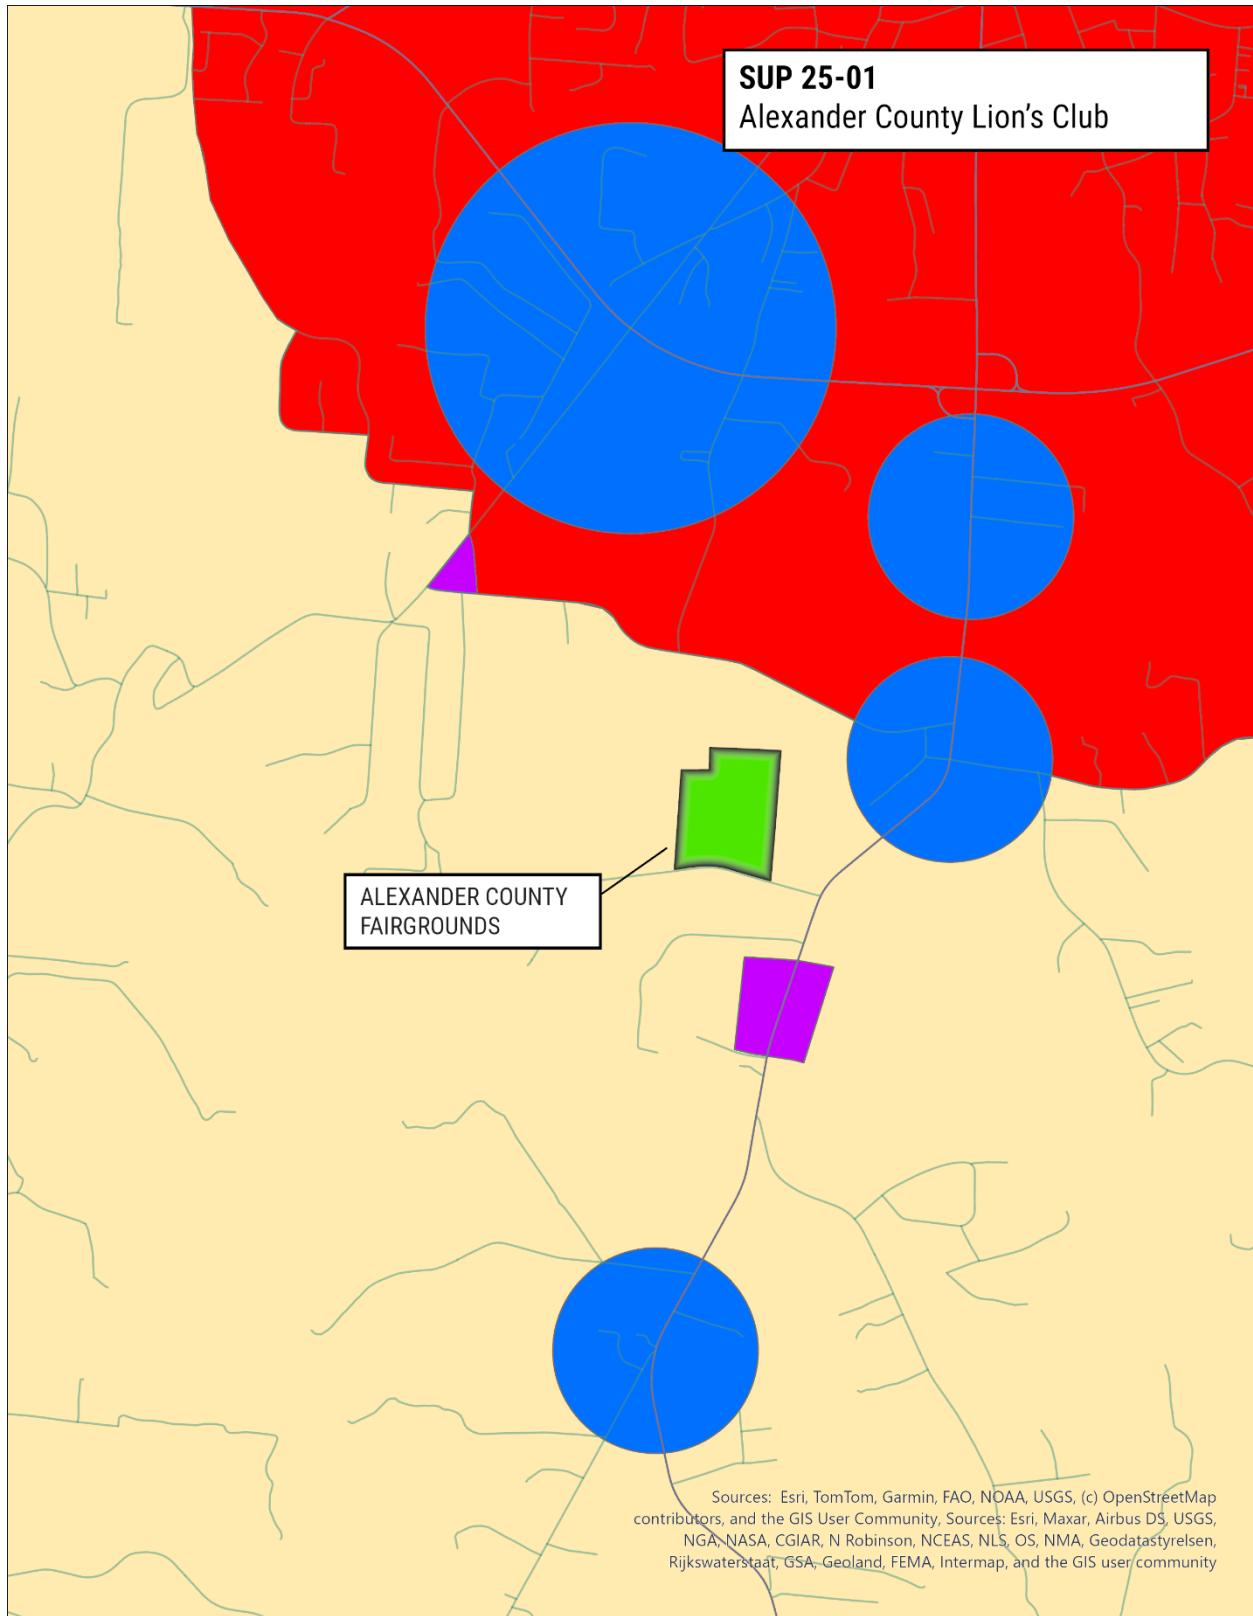 SUP 25-01
Alexander County Lion's Club
ALEXANDER COUNTY
FAIRGROUNDS
Sources: Esri, TomTom, Garmin, FAO, NOAA, USGS, (c) OpenStreetMap
contributors, and the GIS User Community, Sources: Esri, Maxar, Airbus DS, USGS,
NGA, NASA, CGIAR, N Robinson, NCEAS, NLS, OS, NMA, Geodatastyrelsen,
Rijkswaterstaat, GSA, Geoland, FEMA, Intermap, and the GIS user community